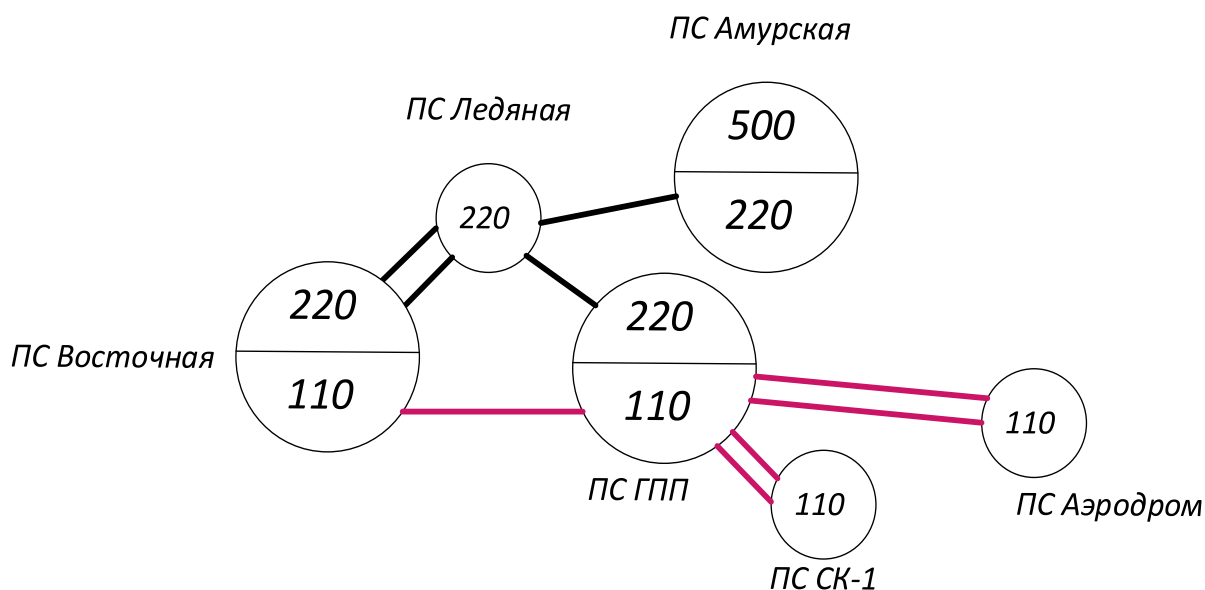 ПС Амурская
ПС Ледяная
500
220
220
220
110
ПС Восточная
220
110
ПС ГПП
110
ПС Аэродром
110
ПС СК-1